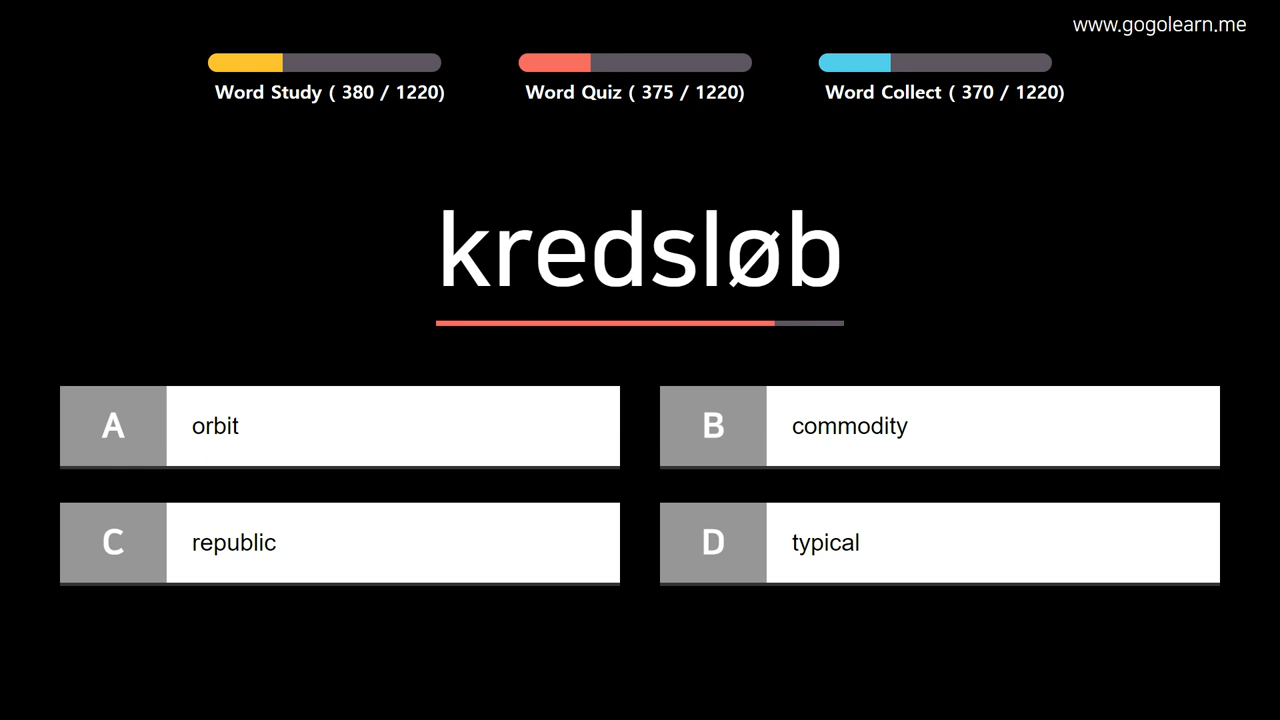 www.gogolearn.me
Word Study ( 380 / 1220)
Word Quiz ( 375 / 1220)
Word Collect ( 370 / 1220)
kredsløb
A orbit
B commodity
C republic
D typical